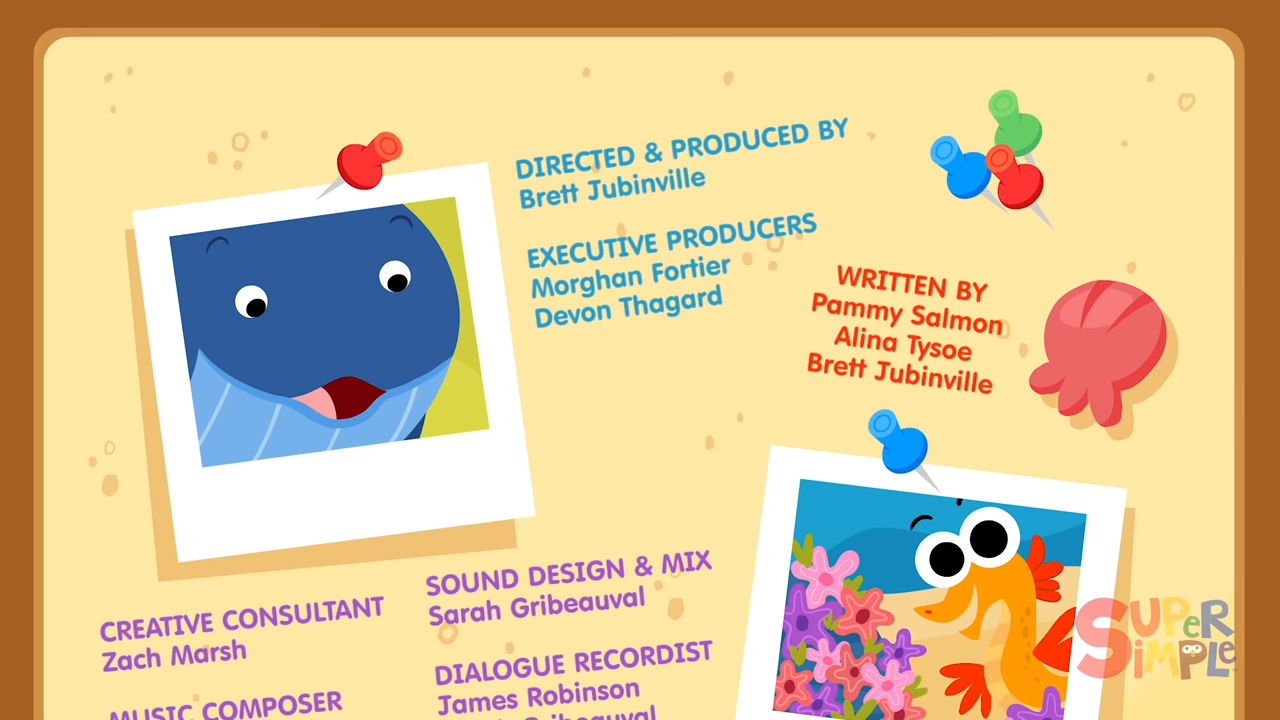 DIRECTED & PRODUCED BY
Brett Jubinville
EXECUTIVE PRODUCERS
Morghan Fortier
Devon Thagard
WRITTEN BY
Pammy Salmon
Alina Tysoe
Brett Jubinville
CREATIVE CONSULTANT
Zach Marsh
MUSIC COMPOSER
SOUND DESIGN & MIX
Sarah Gribeauval
DIALOGUE RECORDIST
James Robinson
Gribeauval
SUPER
SiMPLE